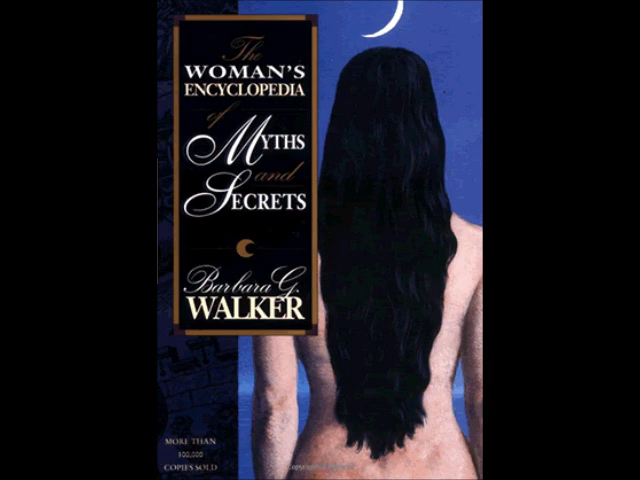 The
WOMAN'S
ENCYCLOPEDIA
of
MYTHS
and
SECRETS
Barbara G.
WALKER
MORE THAN
100,000
COPIES SOLD